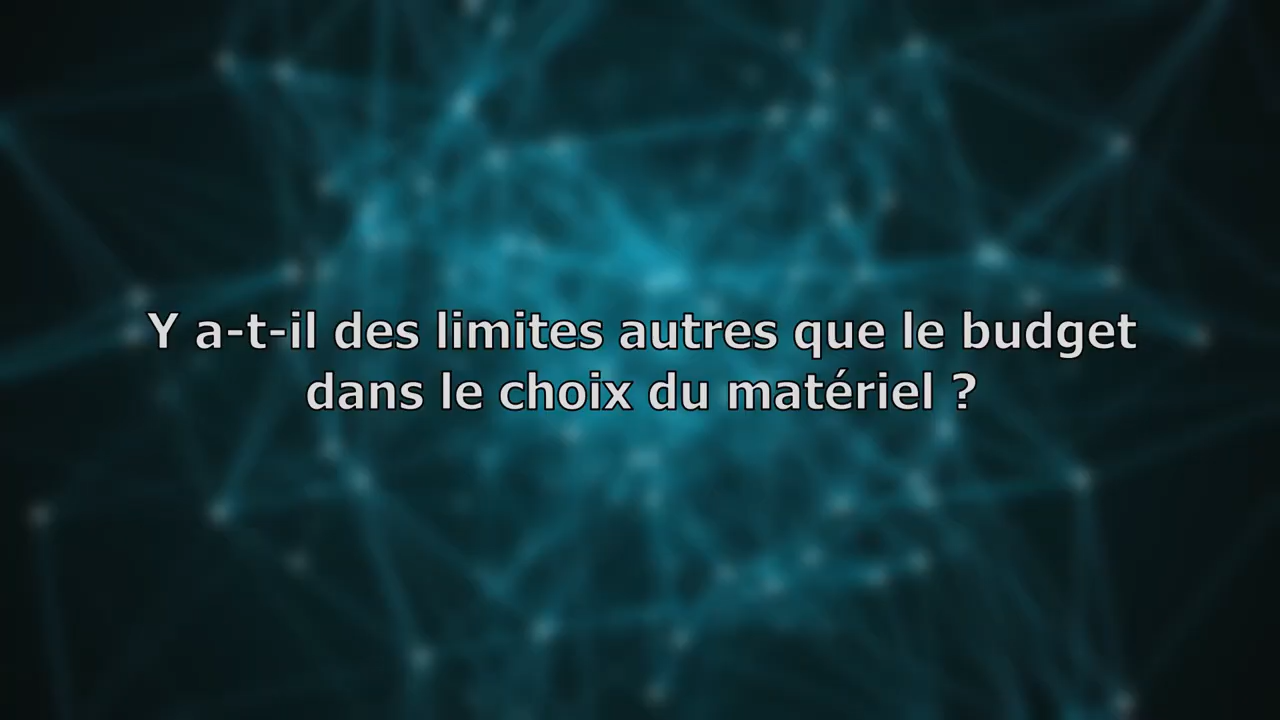 Y a-t-il des limites autres que le budget
dans le choix du matériel ?